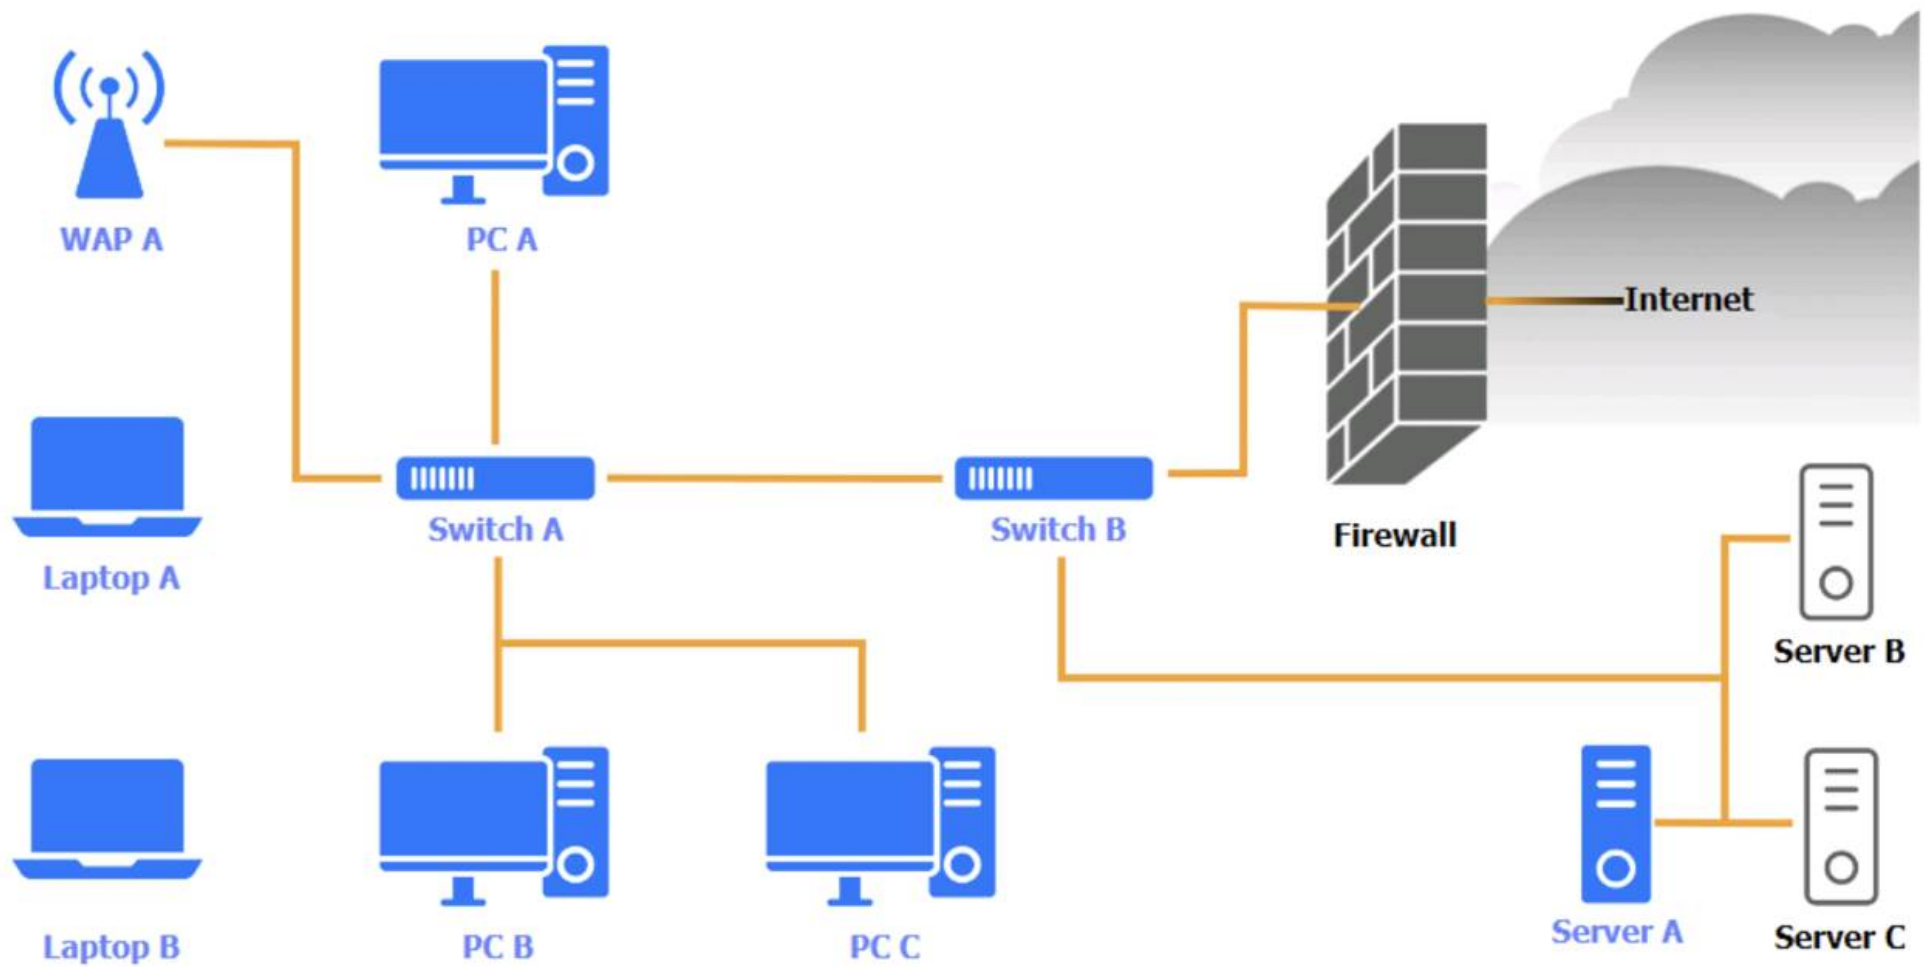 WAP A
PC A
Internet
Switch A
Switch B
Firewall
Laptop A
Server B
Laptop B
PC B
PC C
Server A
Server C